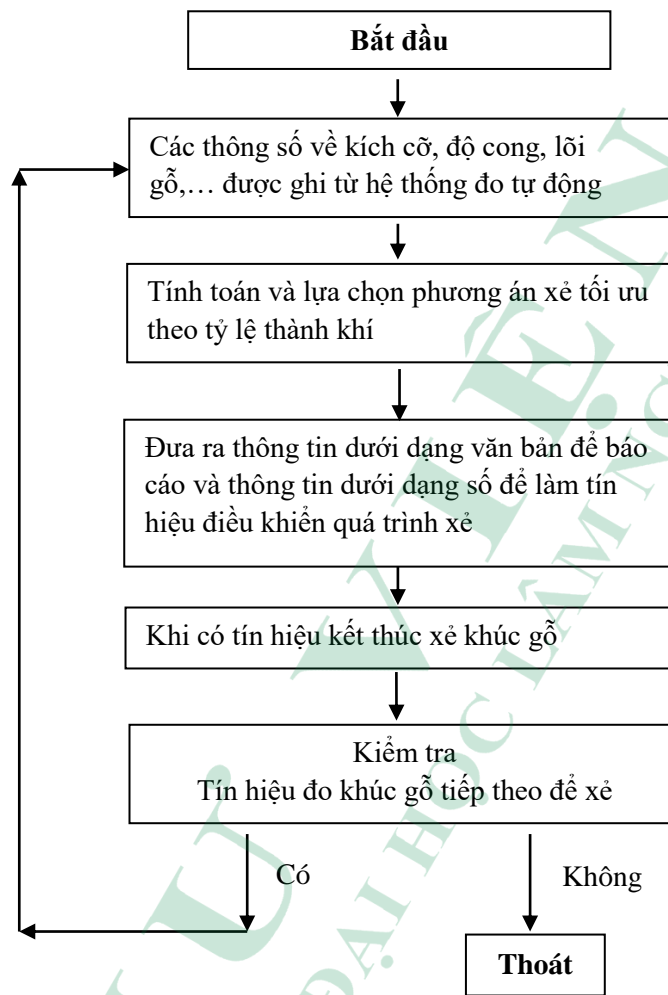 Bắt đầu
Các thông số về kích cỡ, độ cong, lõi
gỗ,… được ghi từ hệ thống đo tự động
Tính toán và lựa chọn phương án xẻ tối ưu
theo tỷ lệ thành khí
Đưa ra thông tin dưới dạng văn bản để báo
cáo và thông tin dưới dạng số để làm tín
hiệu điều khiển quá trình xẻ
Khi có tín hiệu kết thúc xẻ khúc gỗ
Kiểm tra
Tín hiệu đo khúc gỗ tiếp theo để xẻ
Có
Không
Thoát
Ư VIỆN
ĐẠI HỌC LÂM N